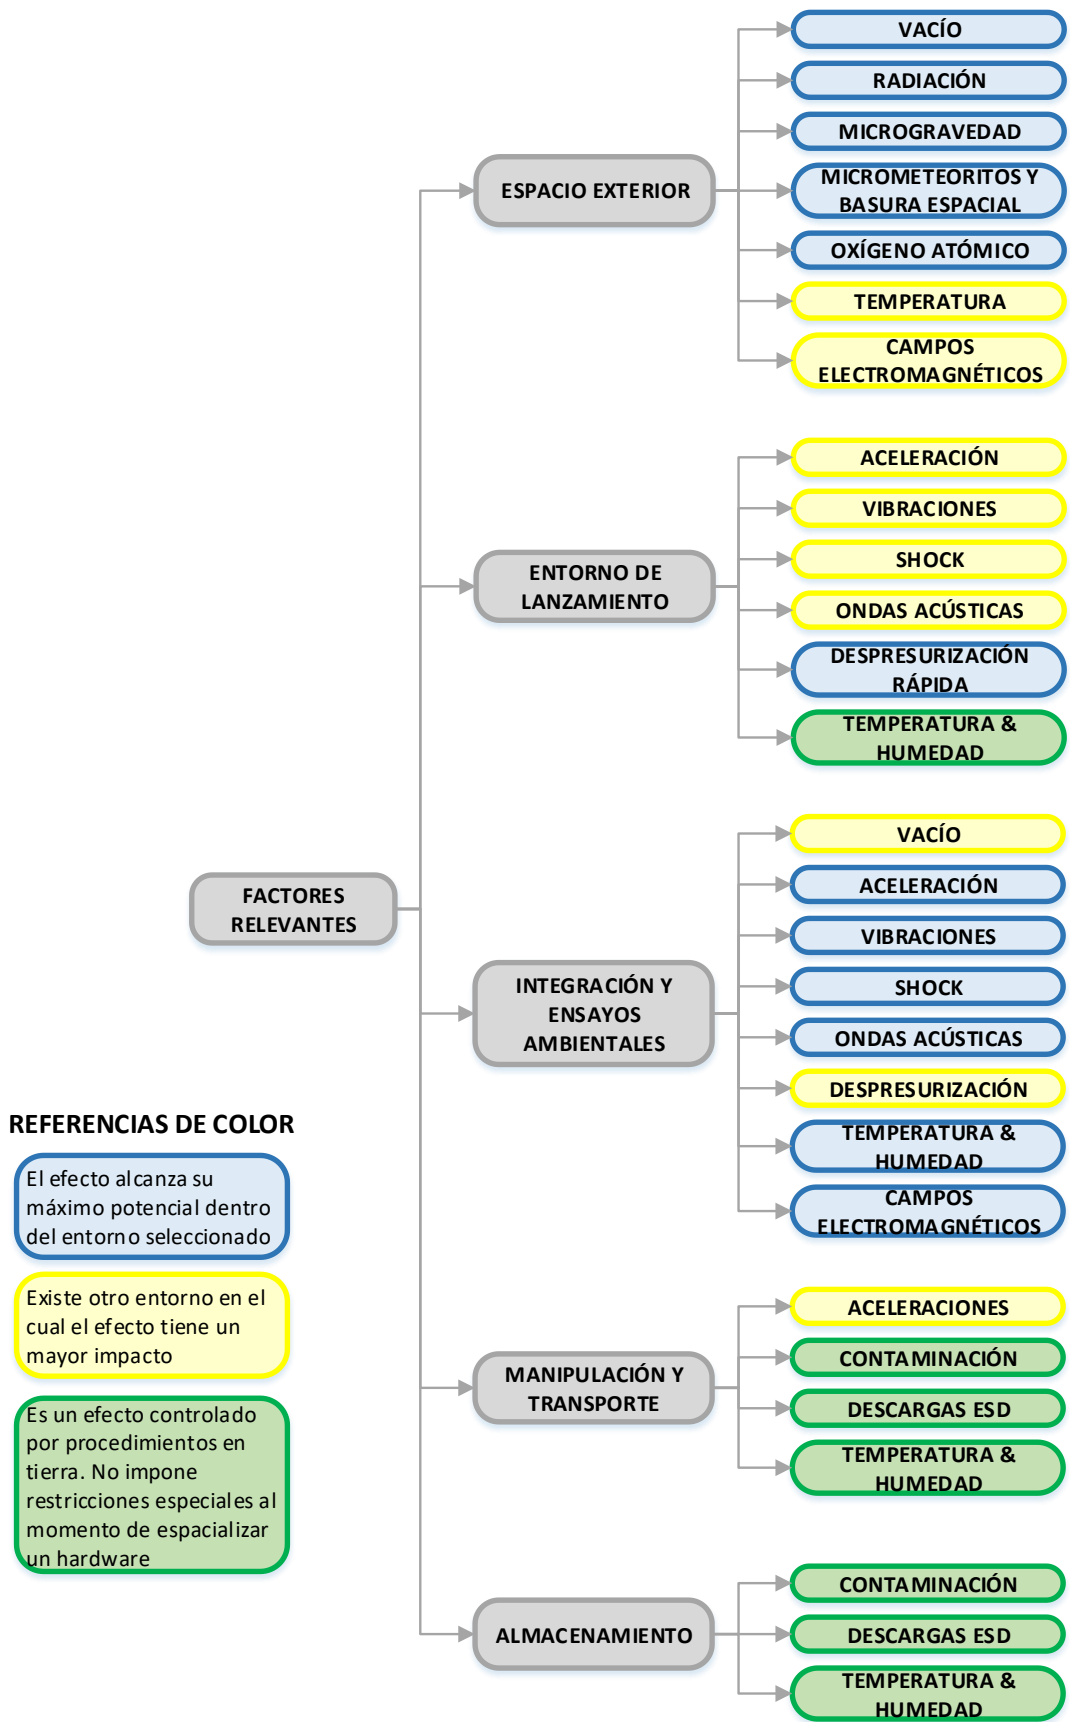 VACÍO
RADIACIÓN
MICROGRAVEDAD
ESPACIO EXTERIOR
MICROMETEORITOS Y
BASURA ESPACIAL
OXÍGENO ATÓMICO
TEMPERATURA
CAMPOS
ELECTROMAGNÉTICOS
ACELERACIÓN
VIBRACIONES
SHOCK
ENTORNO DE
LANZAMIENTO
ONDAS ACÚSTICAS
DESPRESURIZACIÓN
RÁPIDA
TEMPERATURA &
HUMEDAD
FACTORES
RELEVANTES
VACÍO
ACELERACIÓN
VIBRACIONES
INTEGRACIÓN Y
ENSAYOS
AMBIENTALES
SHOCK
ONDAS ACÚSTICAS
DESPRESURIZACIÓN
TEMPERATURA &
HUMEDAD
CAMPOS
ELECTROMAGNÉTICOS
REFERENCIAS DE COLOR
El efecto alcanza su
máximo potencial dentro
del entorno seleccionado
Existe otro entorno en el
cual el efecto tiene un
mayor impacto
Es un efecto controlado
por procedimientos en
tierra. No impone
restricciones especiales al
momento de espacializar
un hardware
MANIPULACIÓN Y
TRANSPORTE
ACELERACIONES
CONTAMINACIÓN
DESCARGAS ESD
TEMPERATURA &
HUMEDAD
ALMACENAMIENTO
CONTAMINACIÓN
DESCARGAS ESD
TEMPERATURA &
HUMEDAD